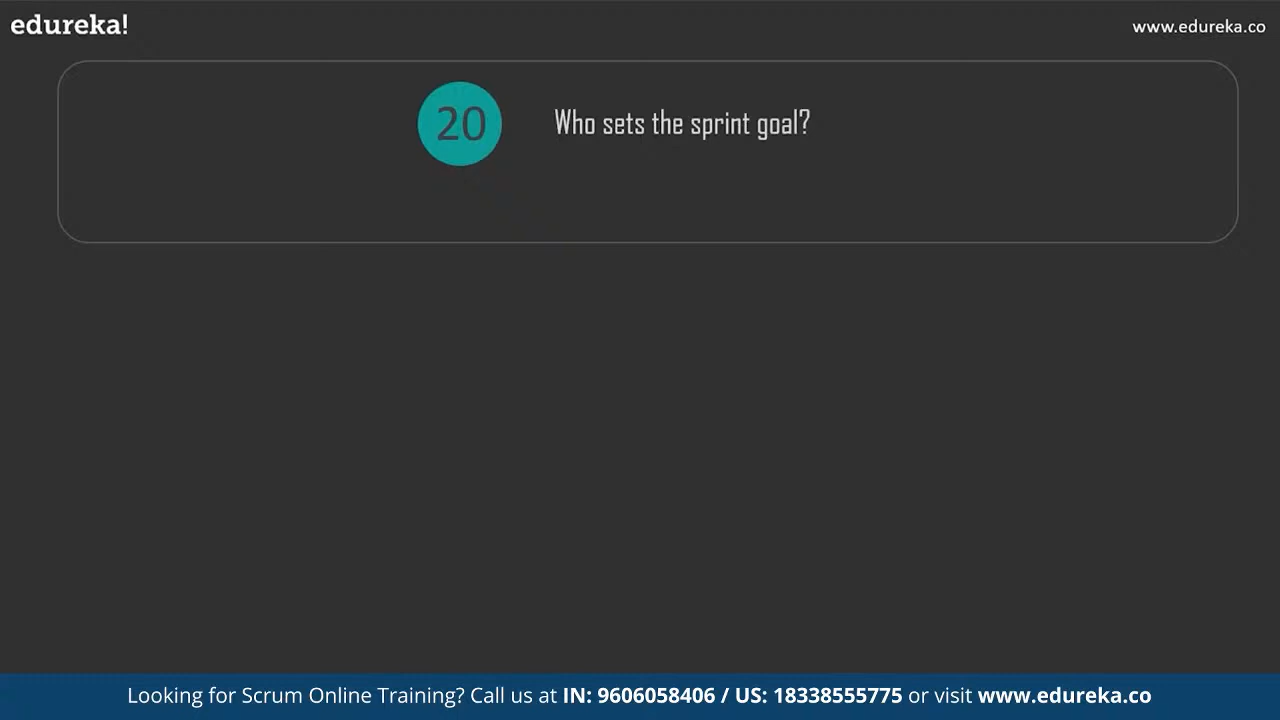 edureka!
www.edureka.co
20
Who sets the sprint goal?
Looking for Scrum Online Training? Call us at IN: 9606058406 / US: 18338555775 or visit www.edureka.co